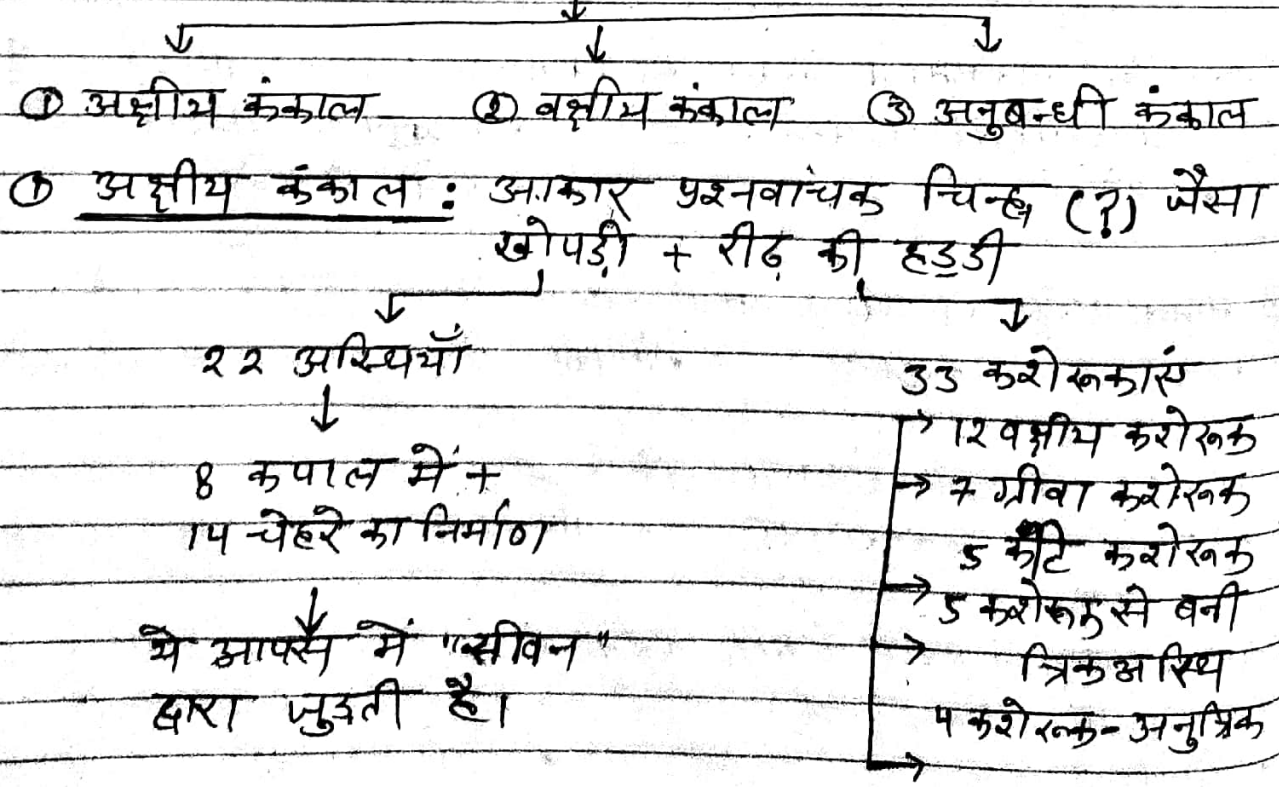 ① अक्षीय कंकाल ② वक्षीय कंकाल ③ अनुबन्धी कंकाल
① अक्षीय कंकाल : आकार प्रश्नवाचक चिन्ह (?) जैसा
खोपड़ी + रीढ़ की हड्डी
22 अस्थियाँ
8 कपाल में +
14 चेहरे का निर्माण
ये आपस में "सीवन"
द्वारा जुड़ती है।
33 कशेरूकाएं
12 वक्षीय कशेरूक
7 ग्रीवा कशेरूक
5 कटि कशेरूक
5 कशेरूक से बनी
त्रिक अस्थि
4 कशेरूक - अनुत्रिक